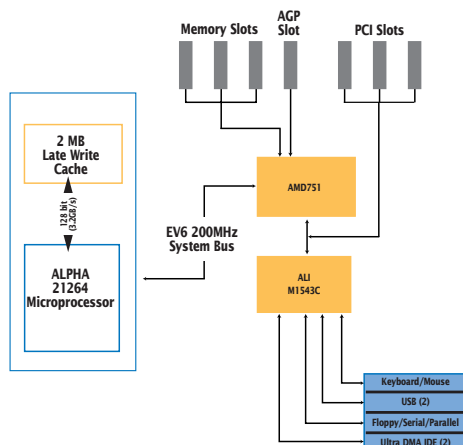 Memory Slots
AGP
Slot
PCI Slots
2 MB
Late Write
Cache
128 bit
(3.2GB/s)
ALPHA
21264
Microprocessor
EV6 200MHz
System Bus
AMD751
ALI
M1543C
Keyboard/Mouse
USB (2)
Floppy/Serial/Parallel
Ultra DMA IDE (2)